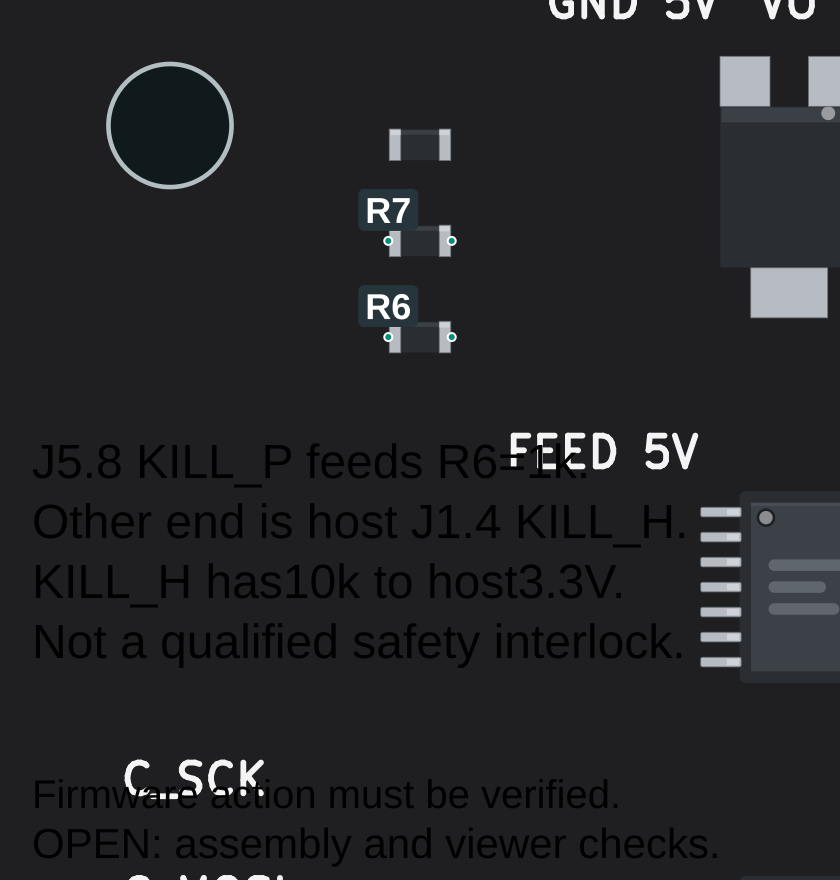 GND 5V VO
R7
R6
FEED 5V
J5.8 KILL_P feeds R6=1k.
Other end is host J1.4 KILL_H.
KILL_H has10k to host3.3V.
Not a qualified safety interlock.
C_SCK
Firmware action must be verified.
OPEN: assembly and viewer checks.